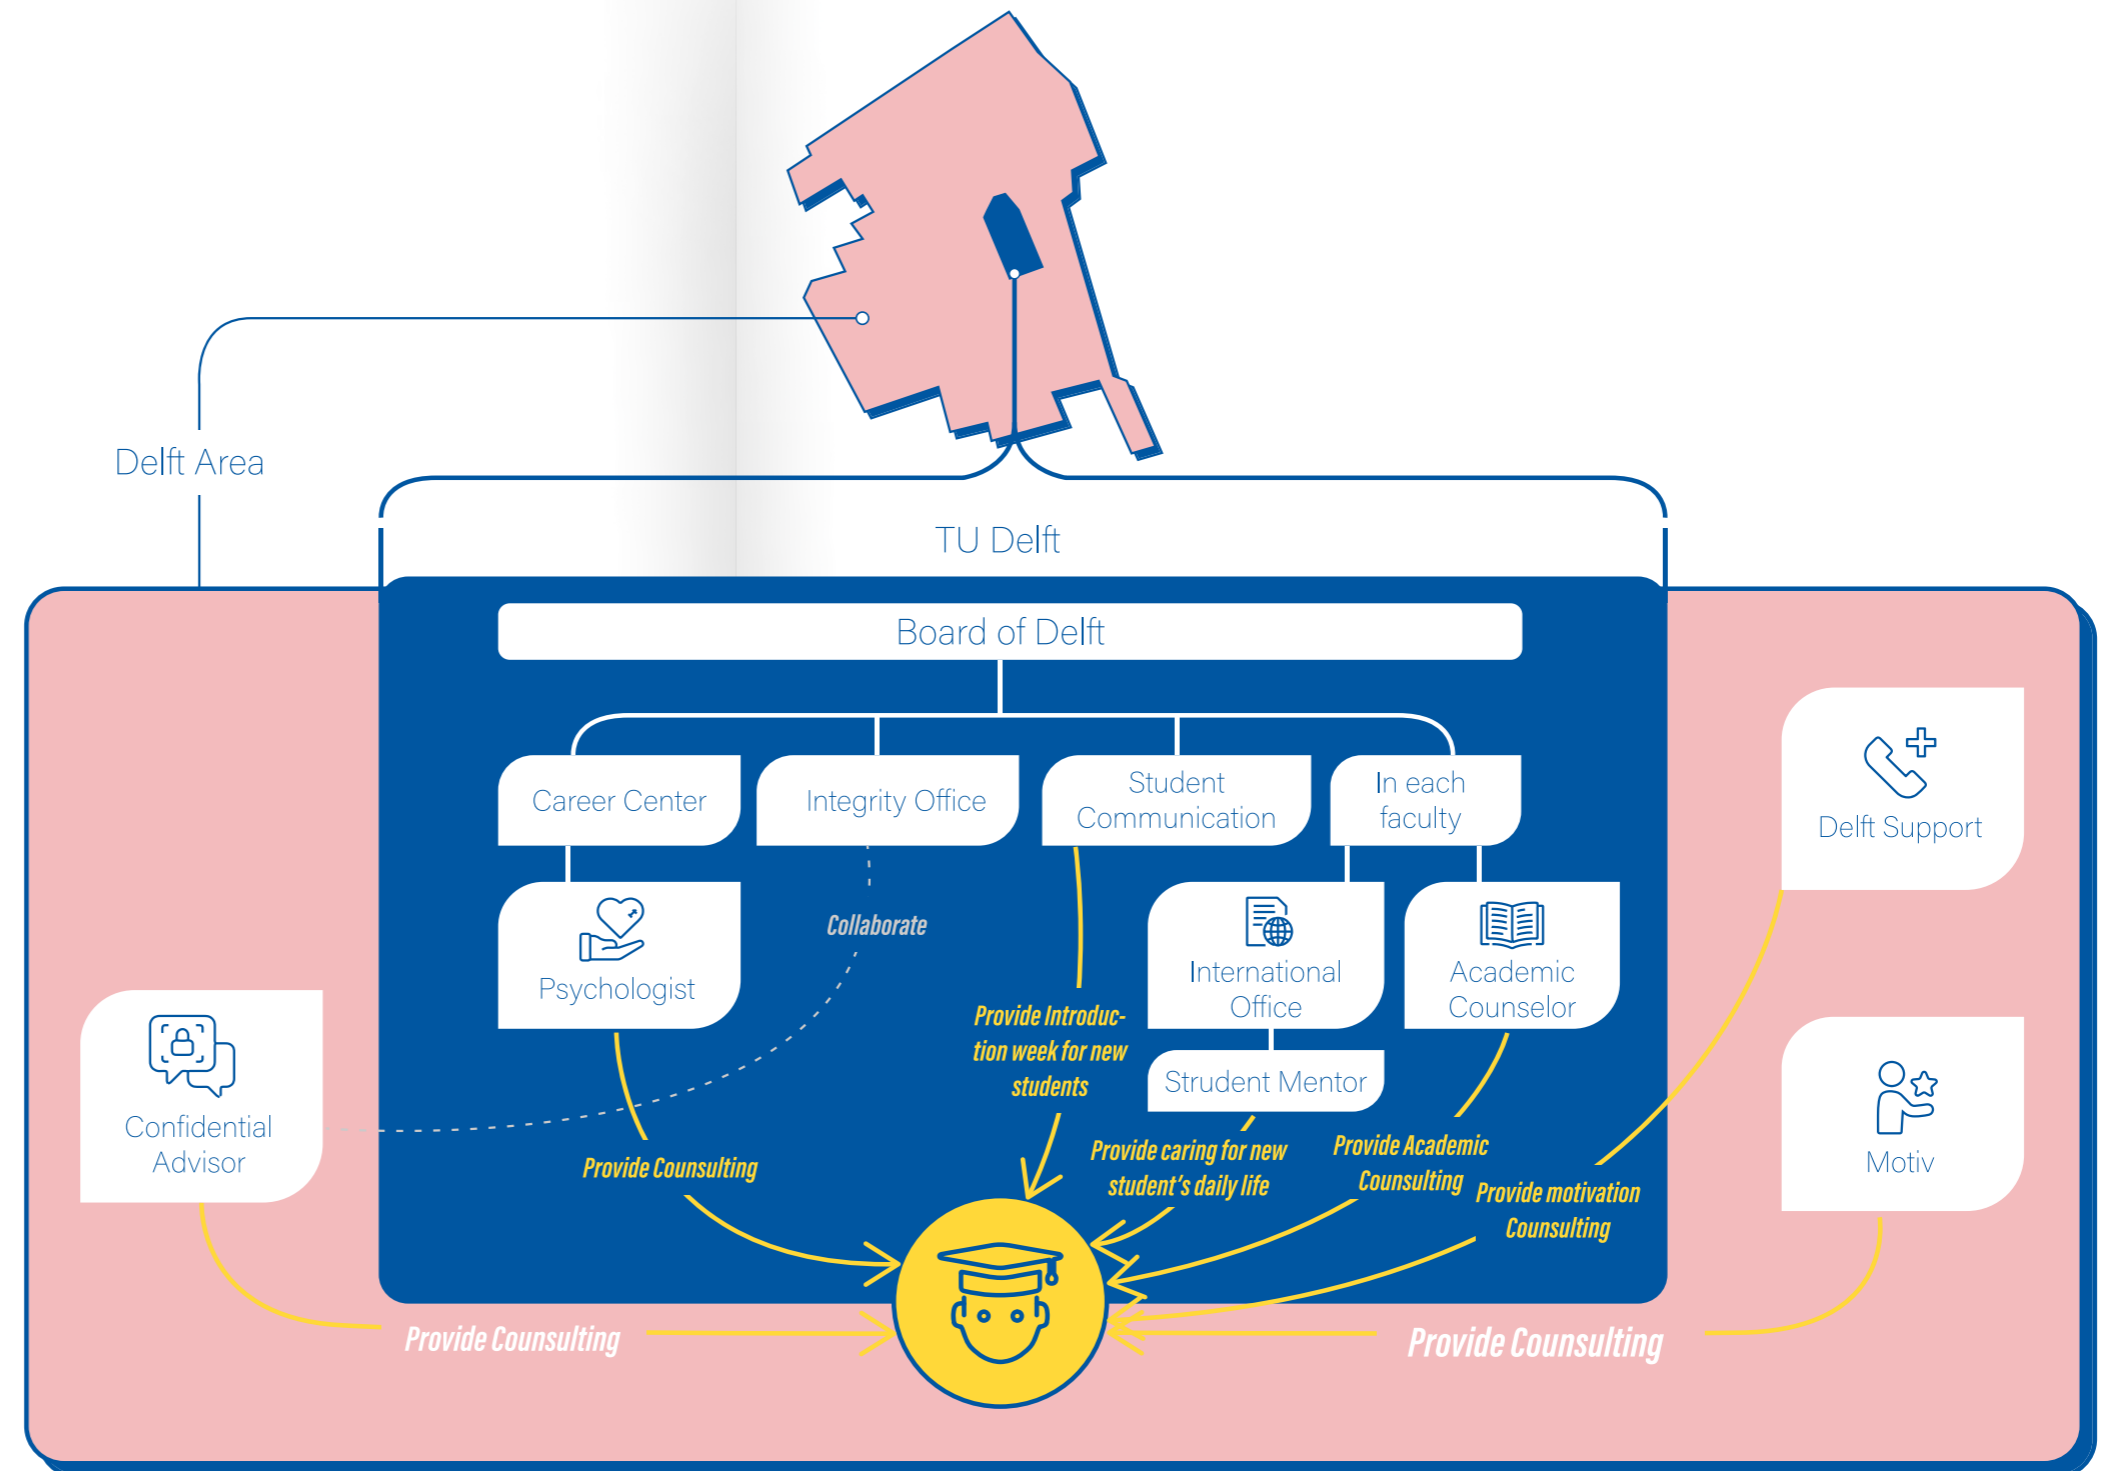 Delft Area
TU Delft
Board of Delft
Career Center
Integrity Office
Student
Communication
In each
faculty
Delft Support
Psychologist
Collaborate
International
Office
Academic
Counselor
Provide Introduc-
tion week for new
students
Strudent Mentor
Confidential
Advisor
Motiv
Provide Counsulting
Provide caring for new
student's daily life
Provide Academic
Counsulting
Provide motivation
Counsulting
Provide Counsulting
Provide Counsulting